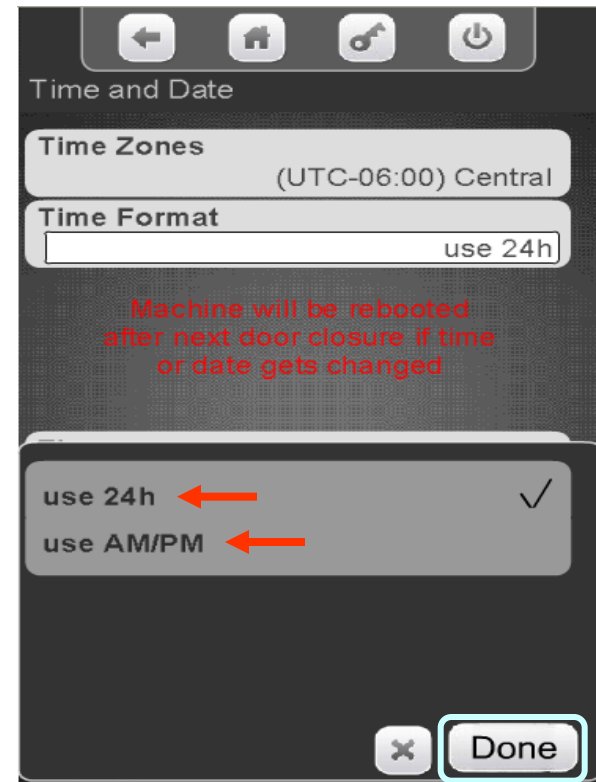 Time and Date
Time Zones
(UTC-06:00) Central
Time Format
use 24h
Machine will be rebooted
after next door closure if time
or date gets changed
use 24h
use AM/PM
Done